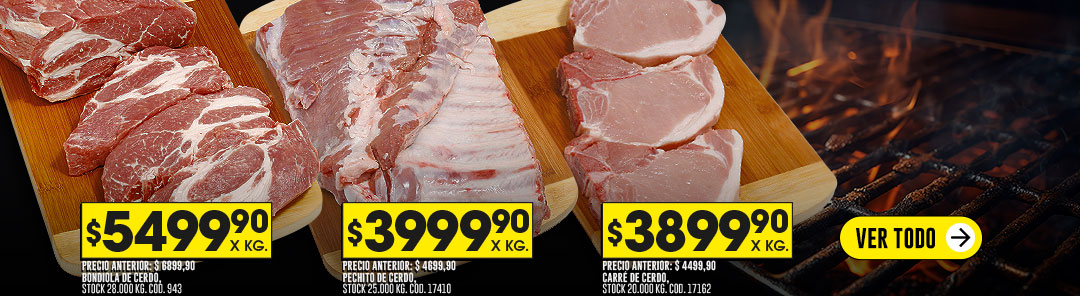 $5499,90 X KG.
PRECIO ANTERIOR: $ 6899,90
BONDIOLA DE CERDO,
STOCK 28.000 KG. COD. 943
$3999,90 X KG.
PRECIO ANTERIOR: $ 4699,90
PECHITO DE CERDO,
STOCK 25.000 KG. COD. 17410
$3899,90 X KG.
PRECIO ANTERIOR: $ 4499,90
CARRÉ DE CERDO,
STOCK 20.000 KG. COD. 17162
VER TODO